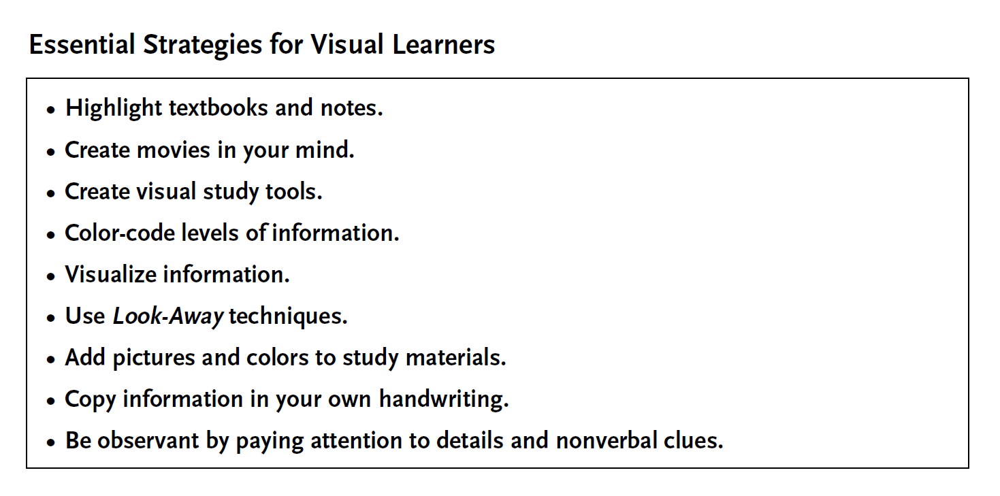 Essential Strategies for Visual Learners
• Highlight textbooks and notes.
• Create movies in your mind.
• Create visual study tools.
• Color-code levels of information.
• Visualize information.
• Use Look-Away techniques.
• Add pictures and colors to study materials.
• Copy information in your own handwriting.
• Be observant by paying attention to details and nonverbal clues.